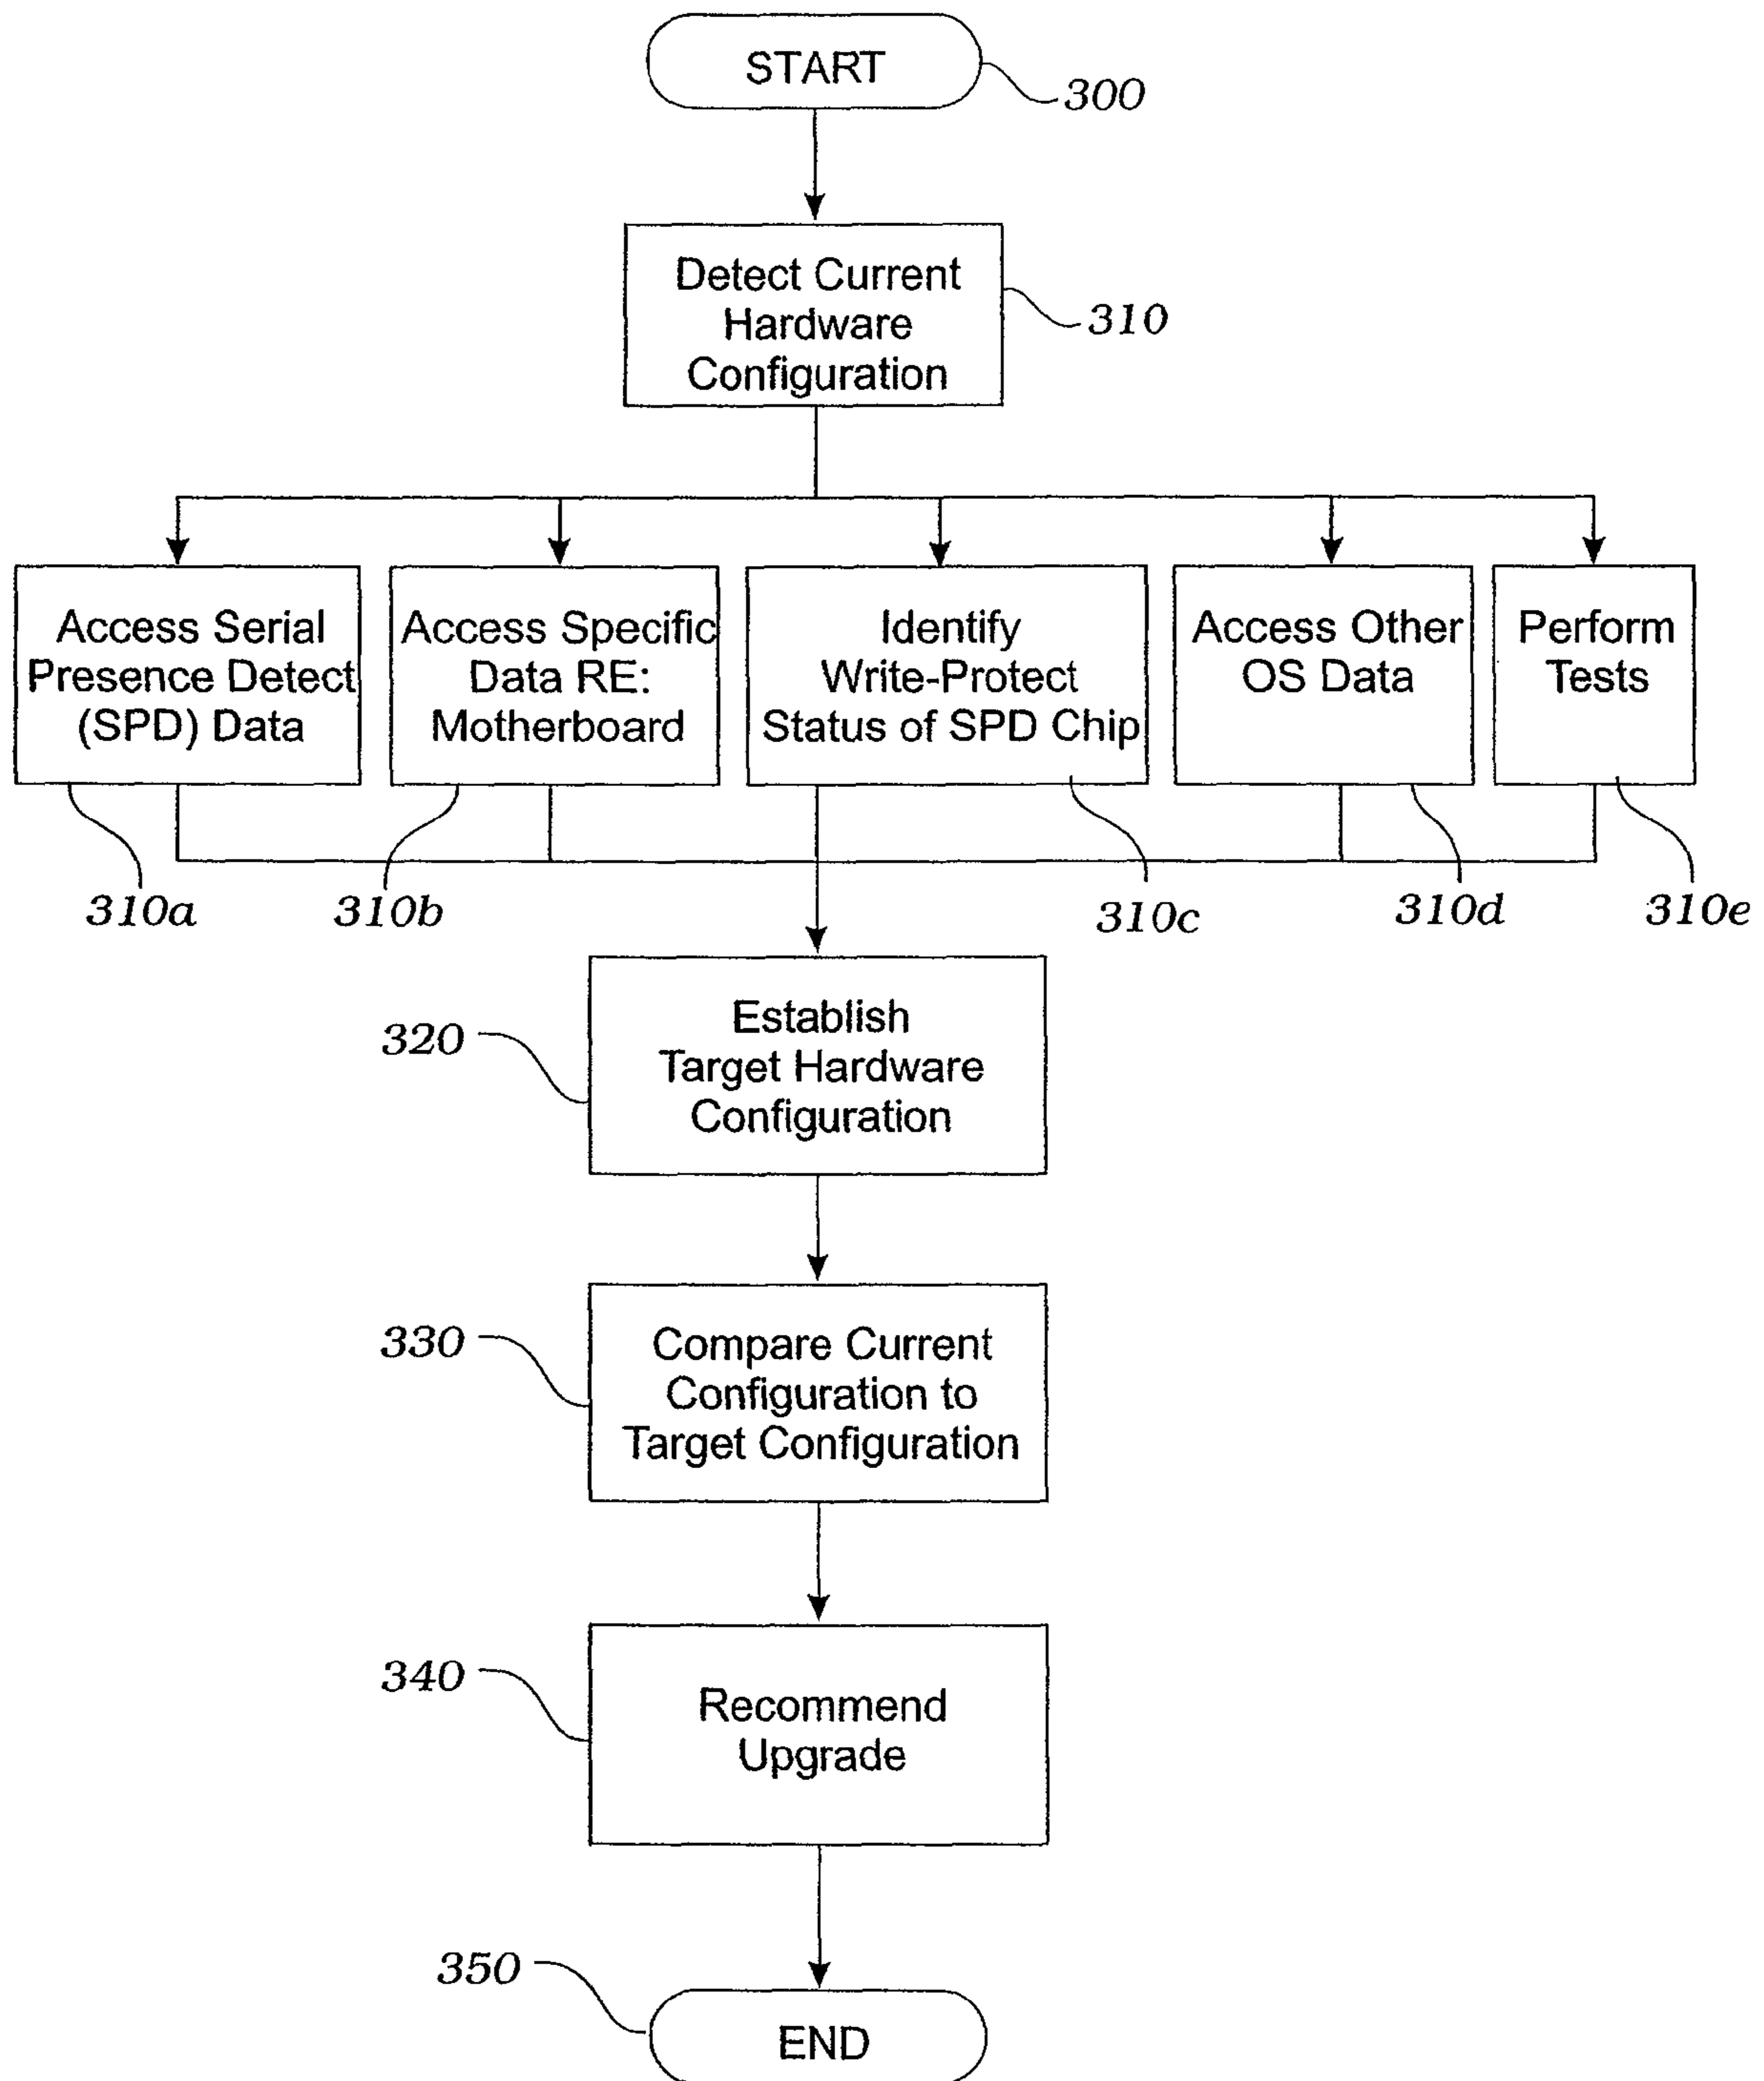 START
300
Detect Current
Hardware
Configuration
310
Access Serial
Presence Detect
(SPD) Data
Access Specific
Data RE:
Motherboard
Identify
Write-Protect
Status of SPD Chip
Access Other
OS Data
Perform
Tests
310a
310b
310c
310d
310e
Establish
Target Hardware
Configuration
320
Compare Current
Configuration to
Target Configuration
330
Recommend
Upgrade
340
350
END